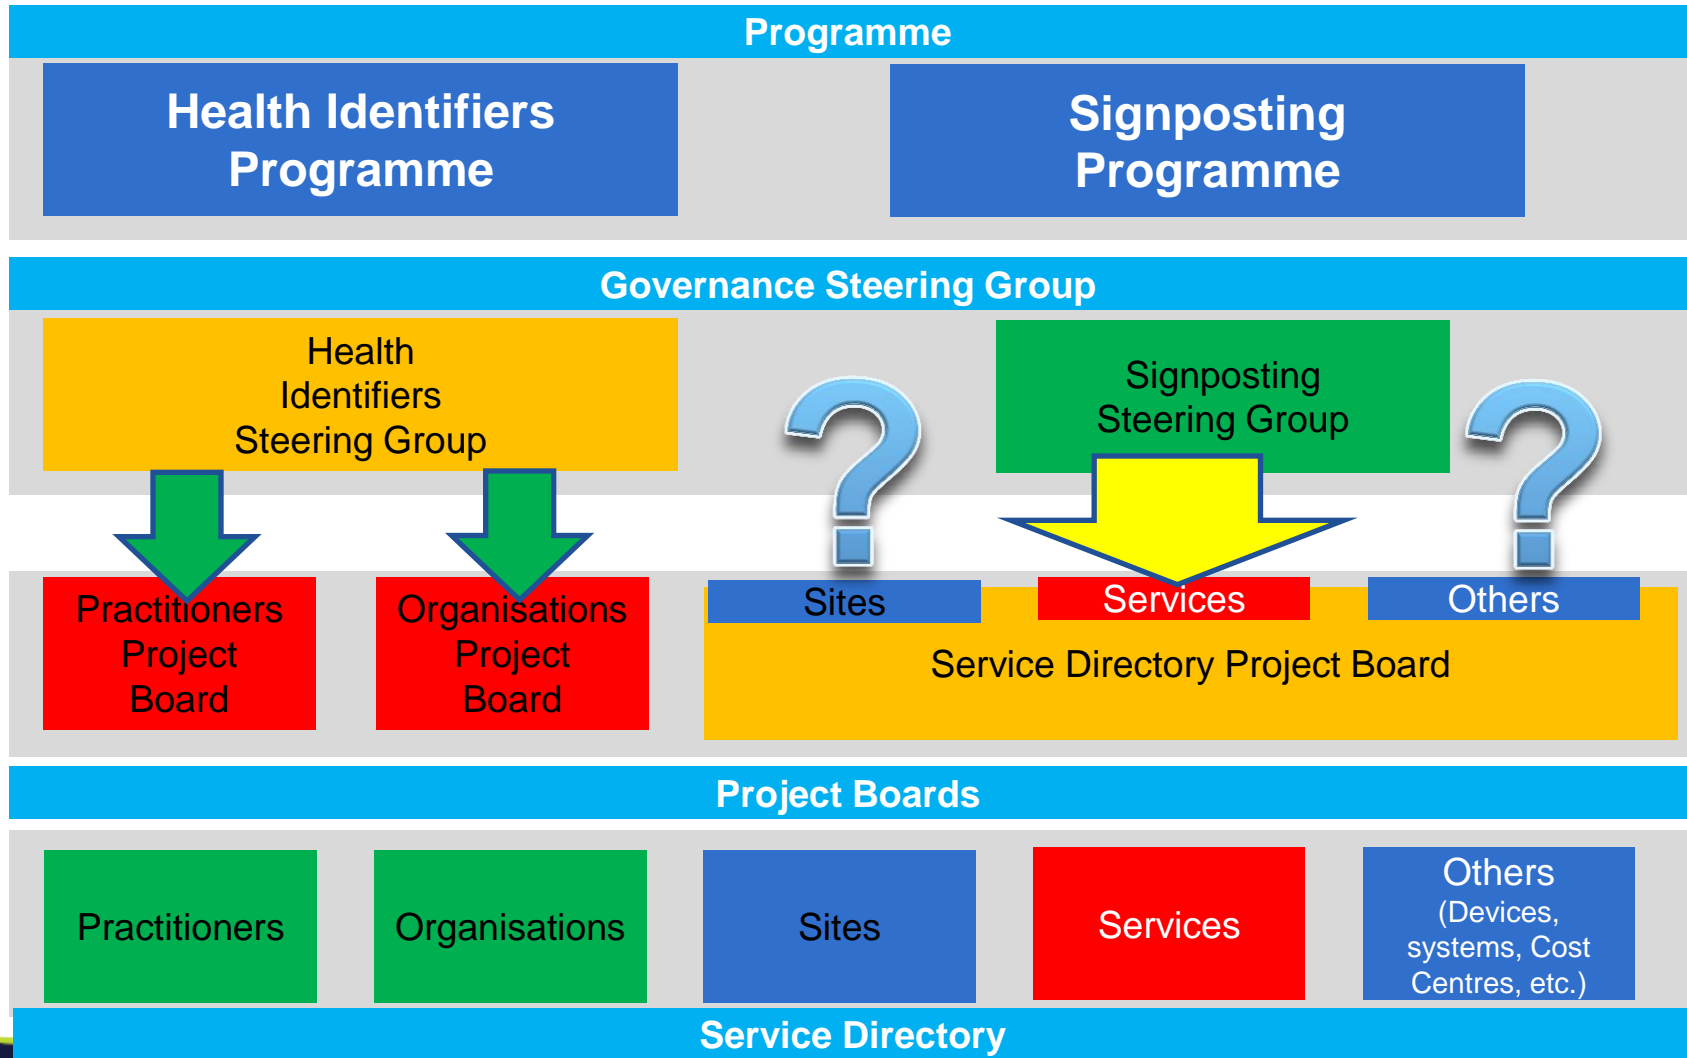 Programme
Health Identifiers
Programme
Signposting
Programme
Governance Steering Group
Health
Identifiers
Steering Group
Signposting
Steering Group
?
?
Practitioners
Project
Board
Organisations
Project
Board
Sites
Services
Others
Service Directory Project Board
Project Boards
Practitioners
Organisations
Sites
Services
Others
(Devices,
systems, Cost
Centres, etc.)
Service Directory